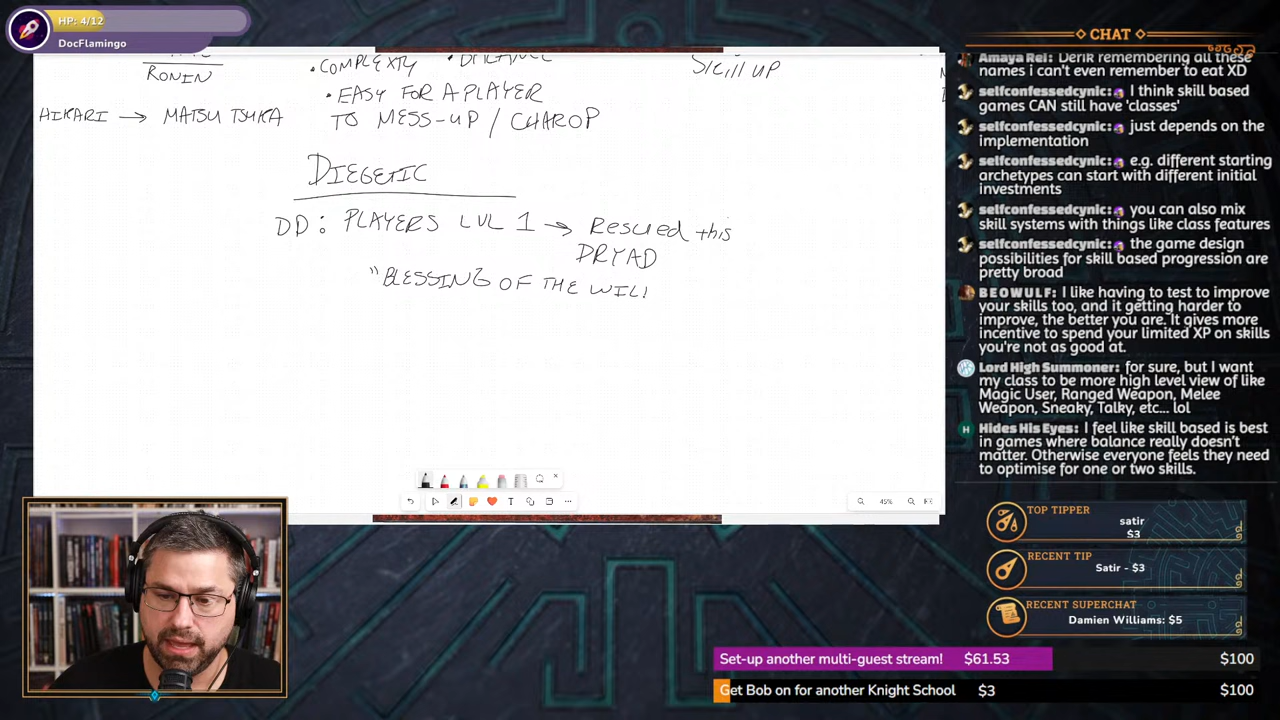 HP: 4/12
DocFlamingo
RONIN
HIKARI → MATSU TSUKA
• COMPLEXTY • BALANCE
• EASY FOR A PLAYER
TO MESS-UP / CHAROP
Skill UP
DIEGETIC
DD: PLAYERS LVL 1 → Rescued this
DRYAD
"BLESSING OF THE WIL
T
45%
CHAT
Amaya Rei: Derik remembering all these
names i can't even remember to eat XD
selfconfessedcynic: I think skill based
games CAN still have 'classes'
selfconfessedcynic: just depends on the
implementation
selfconfessedcynic: e.g. different starting
archetypes can start with different initial
investments
selfconfessedcynic: you can also mix
skill systems with things like class features
selfconfessedcynic: the game design
possibilities for skill based progression are
pretty broad
BEOWULF: I like having to test to improve
your skills too, and it getting harder to
improve, the better you are. It gives more
incentive to spend your limited XP on skills
you're not as good at.
Lord High Summoner: for sure, but I want
my class to be more high level view of like
Magic User, Ranged Weapon, Melee
Weapon, Sneaky, Talky, etc... lol
H
Hides His Eyes: I feel like skill based is best
in games where balance really doesn't
matter. Otherwise everyone feels they need
to optimise for one or two skills.
TOP TIPPER
satir
$3
RECENT TIP
Satir - $3
RECENT SUPERCHAT
Damien Williams: $5
Set-up another multi-guest stream! $61.53 $100
Get Bob on for another Knight School $3 $100